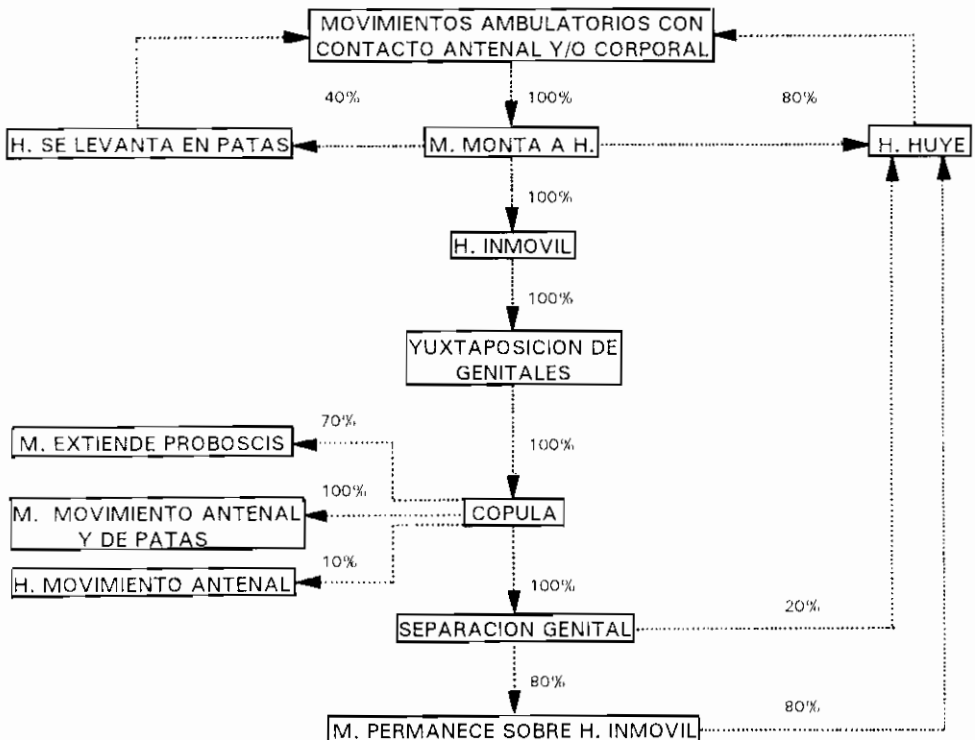 MOVIMIENTOS AMBULATORIOS CON
CONTACTO ANTENAL Y/O CORPORAL
40%
100%
80%
H. SE LEVANTA EN PATAS
M. MONTA A H.
H. HUYE
100%
H. INMOVIL
100%
YUXTAPOSICION DE
GENITALES
70%
M. EXTIENDE PROBOSCIS
100%
100%
M. MOVIMIENTO ANTENAL
Y DE PATAS
COPULA
10%
H. MOVIMIENTO ANTENAL
100%
20%
SEPARACION GENITAL
80%
80%
M. PERMANECE SOBRE H. INMOVIL